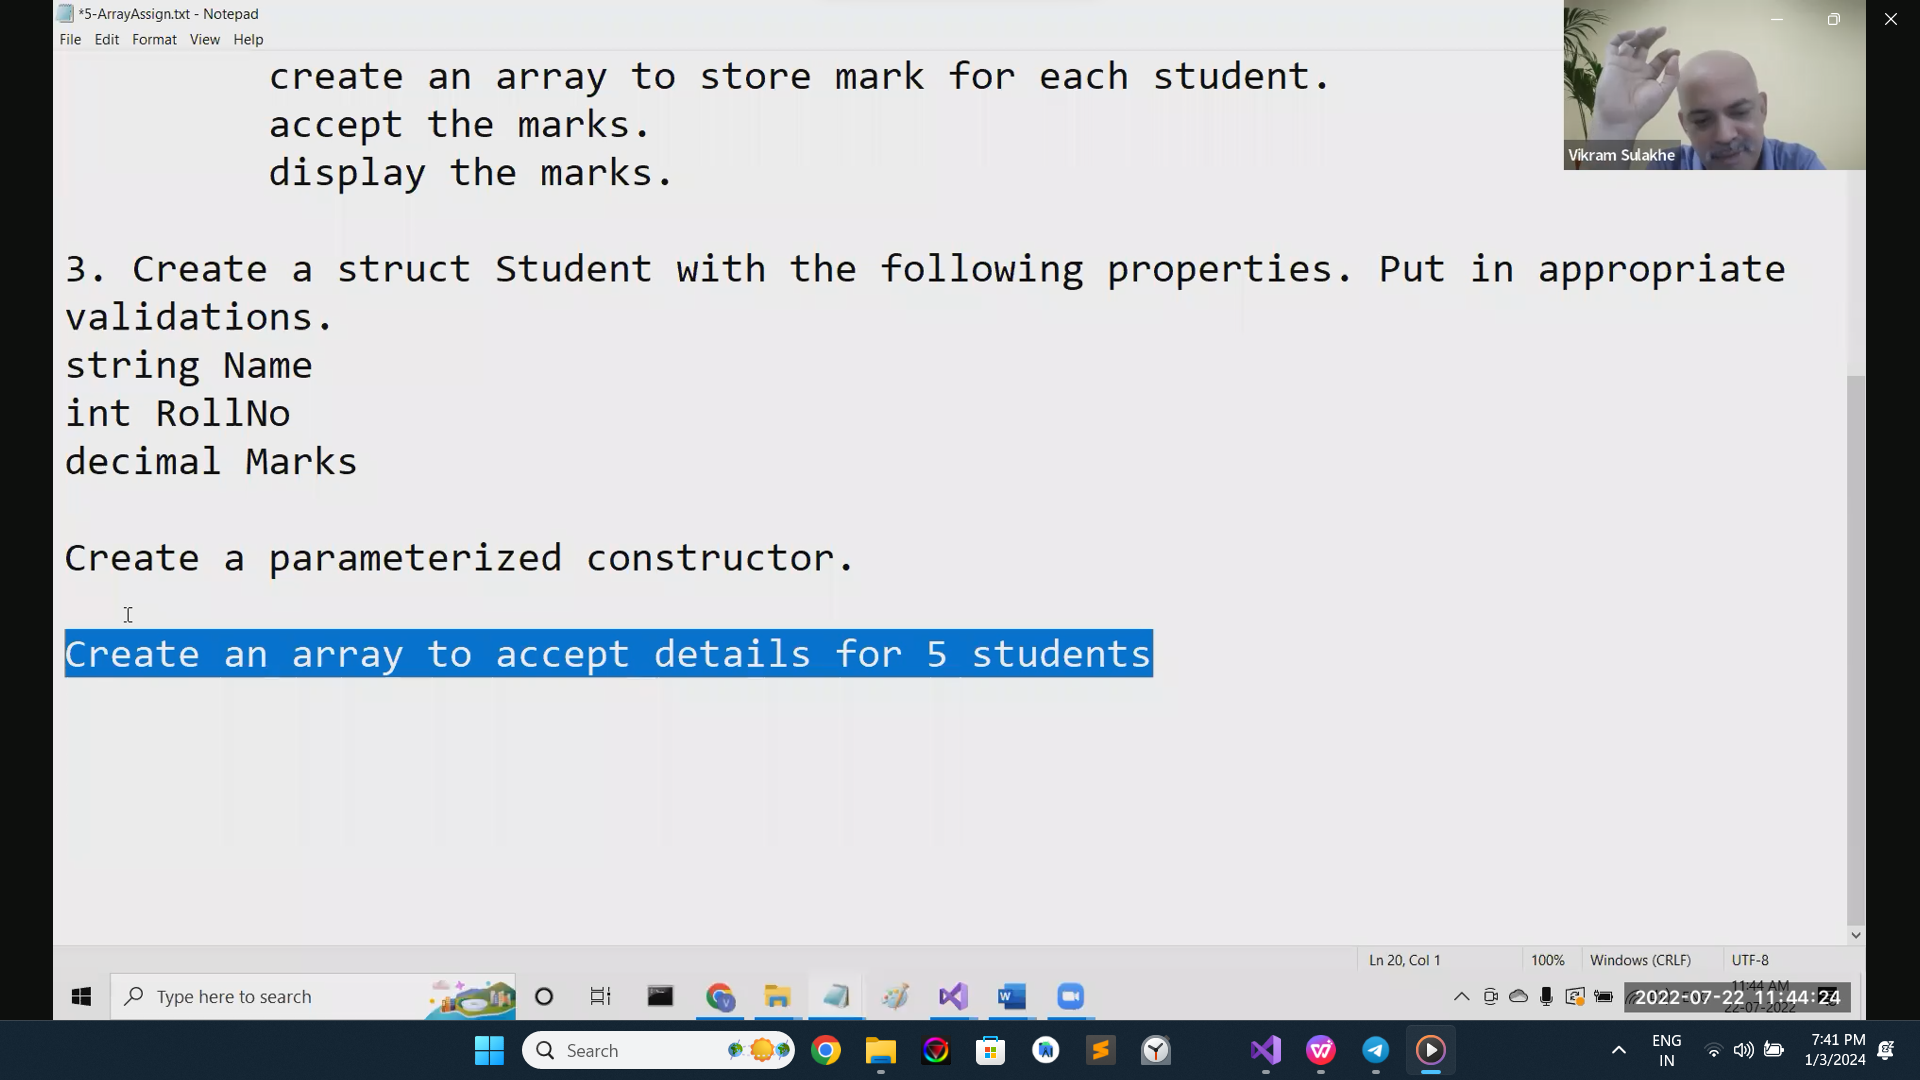 *5-ArrayAssign.txt - Notepad
File Edit Format View Help
create an array to store mark for each student.
accept the marks.
display the marks.
Vikram Sulakhe
3. Create a struct Student with the following properties. Put in appropriate
validations.
string Name
int RollNo
decimal Marks
Create a parameterized constructor.
Create an array to accept details for 5 students
Ln 20, Col 1 100% Windows (CRLF) UTF-8
Type here to search
11:44 AM
2022-07-22 11:44:24
22-07-2022
Search
ENG
IN
7:41 PM
1/3/2024